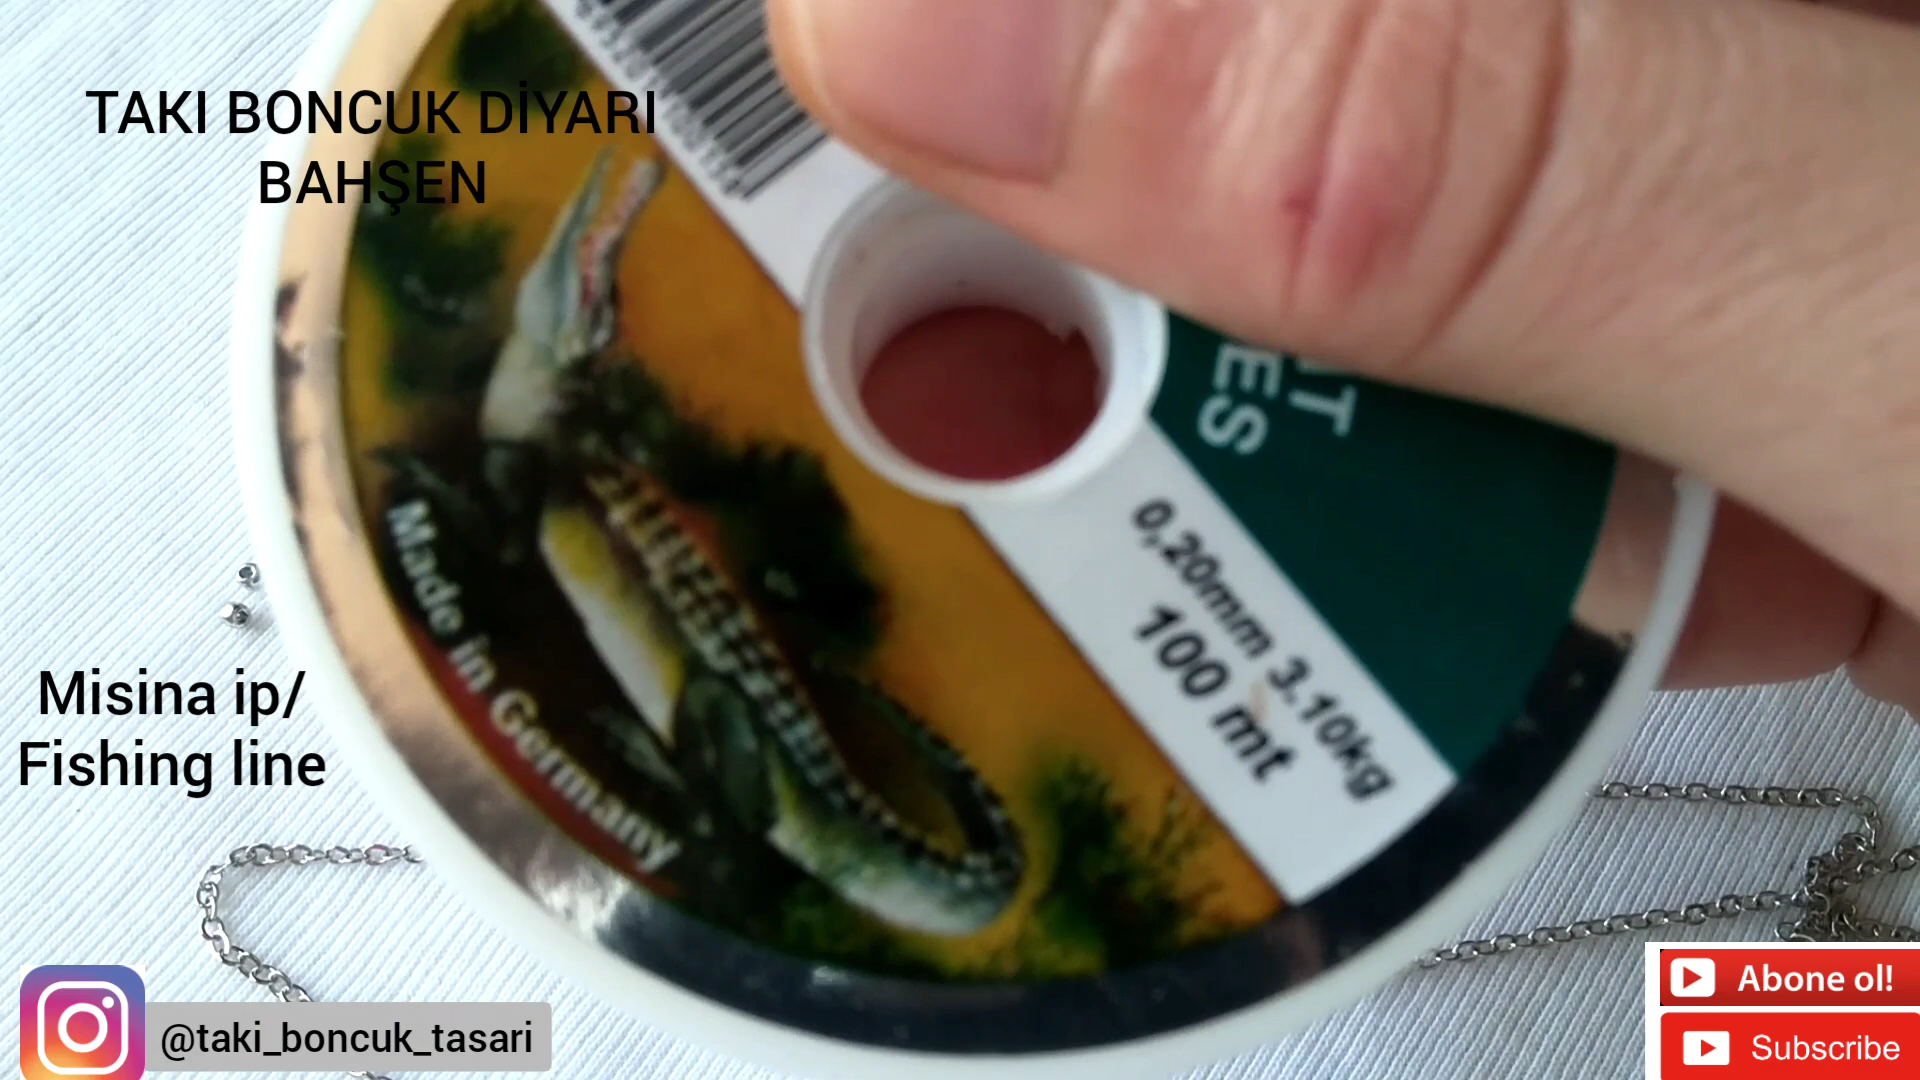 TAKI BONCUK DİYARI
BAHŞEN
ES
0,20mm 3.10kg
100 mt
Made in Germany
Misina ip/
Fishing line
@taki_boncuk_tasari
Abone ol!
Subscribe